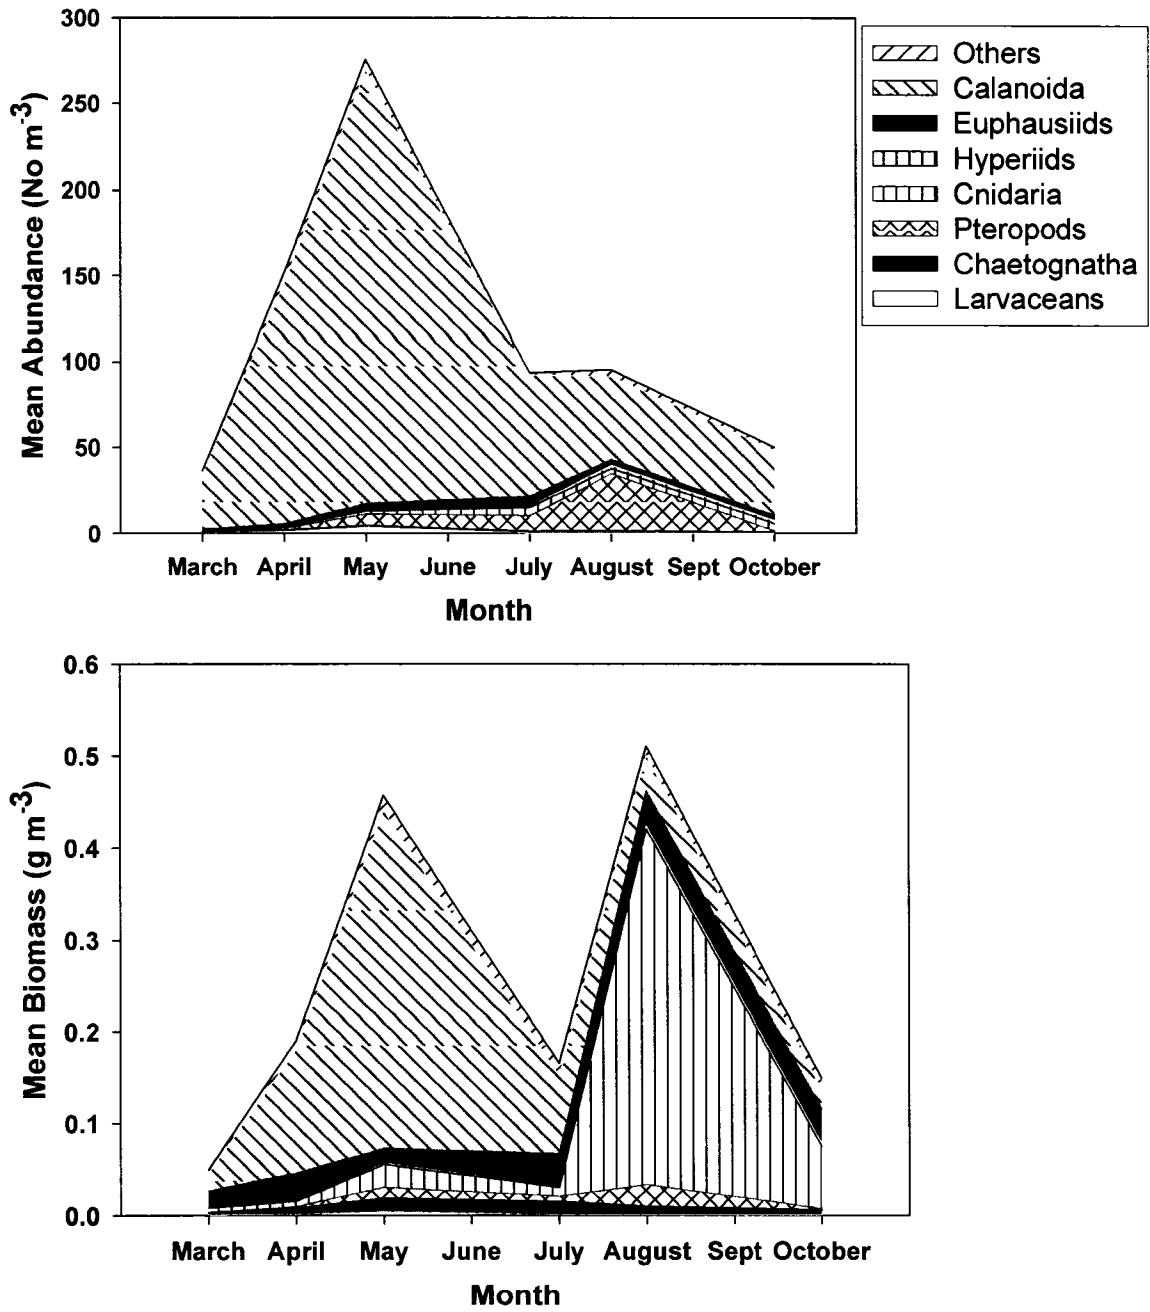 300
250
200
150
100
50
0
Mean Abundance (No m-3)
March April May June July August Sept October
Month
Others
Calanoida
Euphausiids
Hyperiids
Cnidaria
Pteropods
Chaetognatha
Larvaceans
0.6
0.5
0.4
0.3
0.2
0.1
0.0
Mean Biomass (g m-3)
March April May June July August Sept October
Month